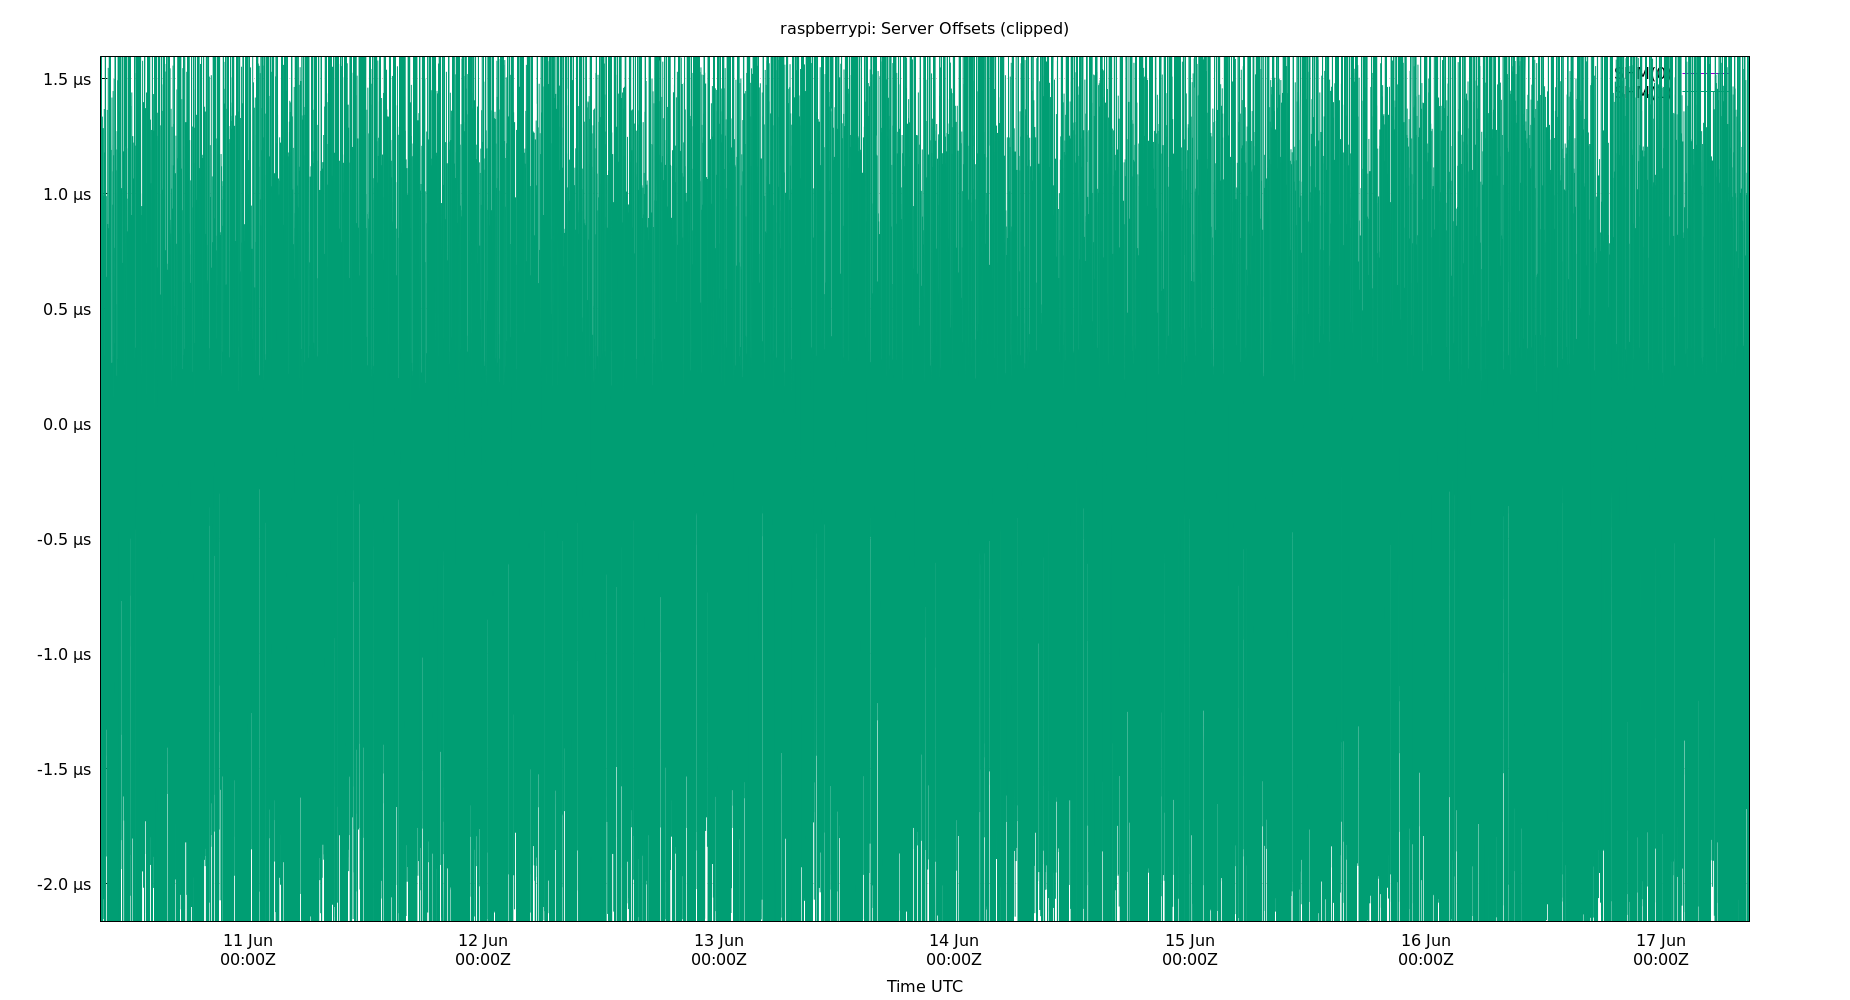 raspberrypi: Server Offsets (clipped)
1.5 µs
1.0 µs
0.5 µs
0.0 µs
-0.5 µs
-1.0 µs
-1.5 µs
-2.0 µs
11 Jun
00:00Z
12 Jun
00:00Z
13 Jun
00:00Z
14 Jun
00:00Z
15 Jun
00:00Z
16 Jun
00:00Z
17 Jun
00:00Z
Time UTC